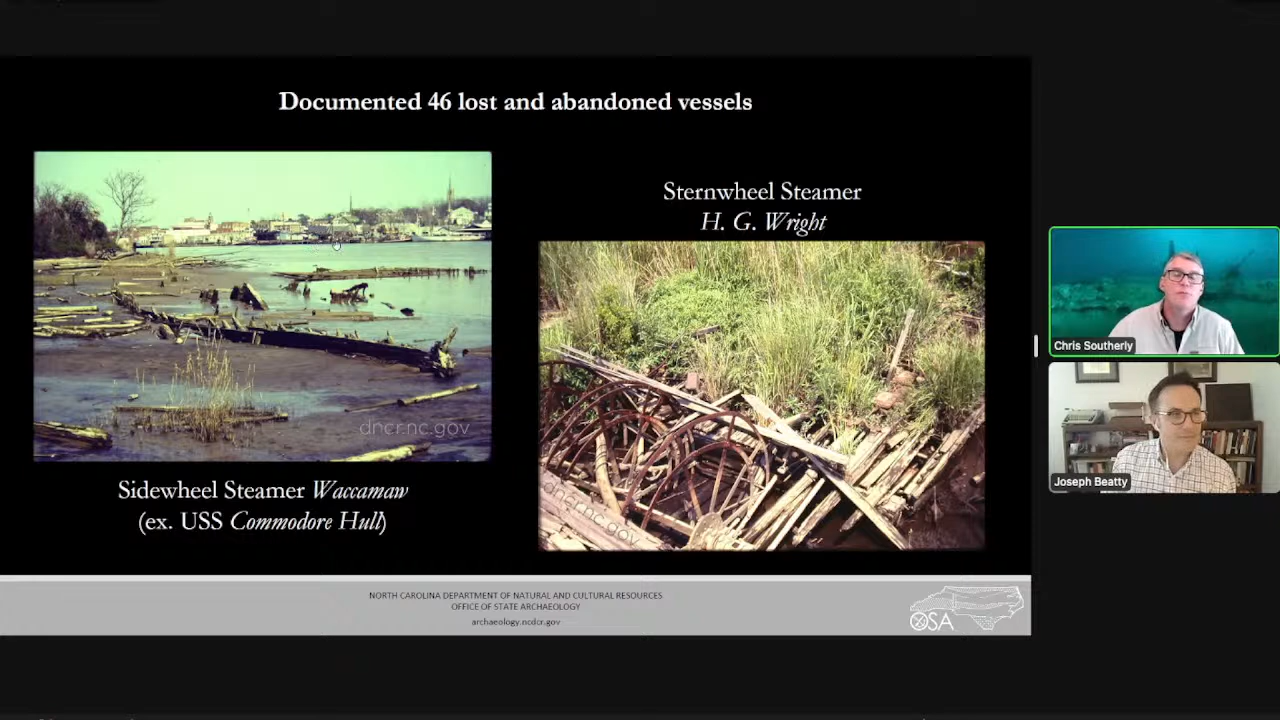 Documented 46 lost and abandoned vessels
dncr.nc.gov
Sidewheel Steamer Waccamaw
(ex. USS Commodore Hull)
Sternwheel Steamer
H. G. Wright
dncr.nc.gov
NORTH CAROLINA DEPARTMENT OF NATURAL AND CULTURAL RESOURCES
OFFICE OF STATE ARCHAEOLOGY
archaeology.ncdcr.gov
OSA
Chris Southerly
Joseph Beatty